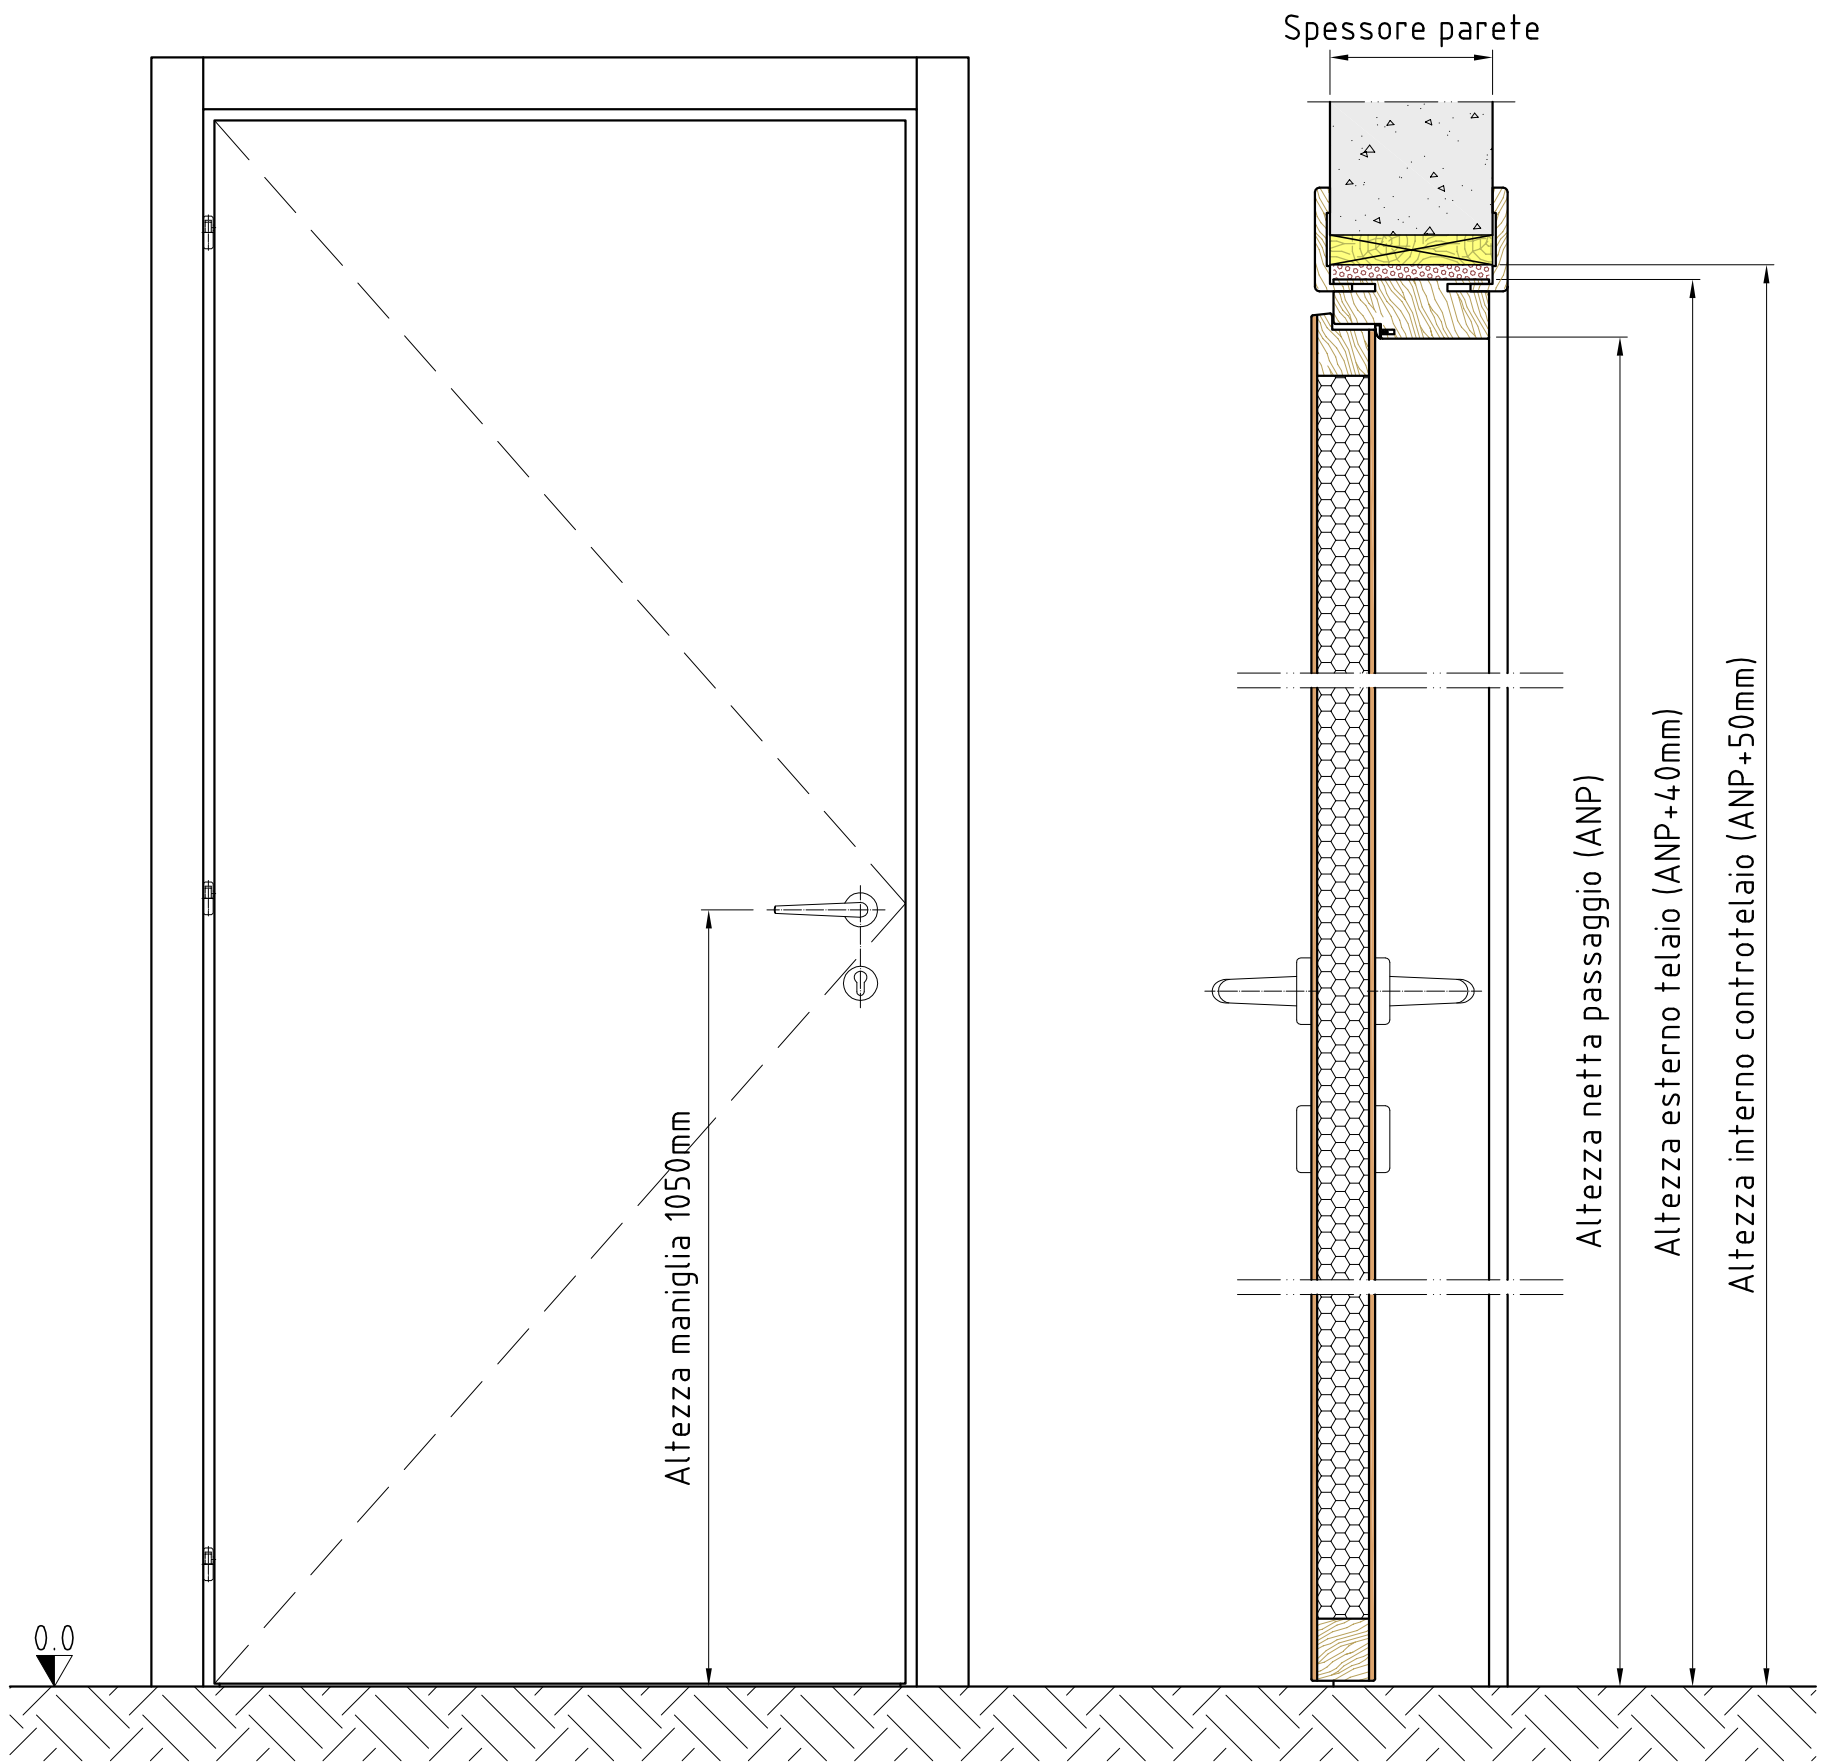 Spessore parete
Altezza maniglia 1050mm
Altezza netta passaggio (ANP)
Altezza esterno telaio (ANP+40mm)
Altezza interno controtelaio (ANP+50mm)
0.0